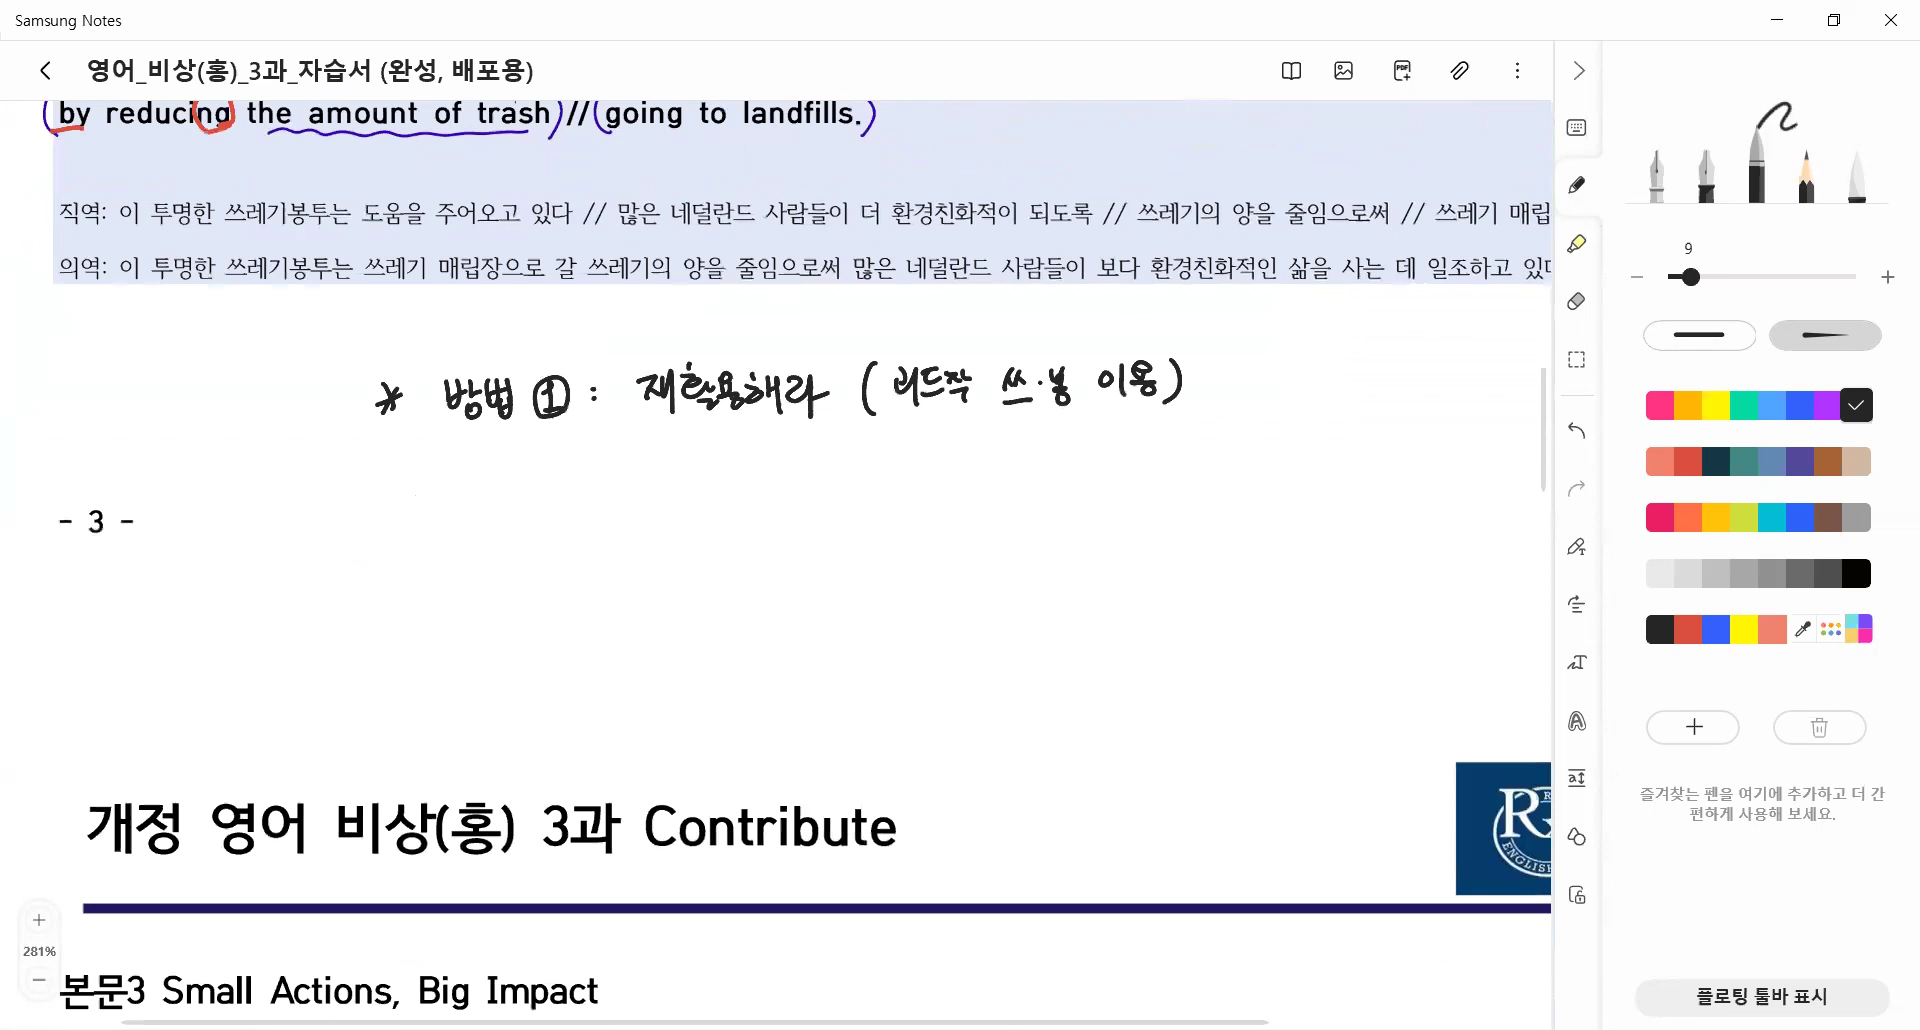 Samsung Notes
영어_비상(홍)_3과_자습서 (완성, 배포용)
(by reducing the amount of trash)//(going to landfills.)
직역: 이 투명한 쓰레기봉투는 도움을 주어오고 있다 // 많은 네덜란드 사람들이 더 환경친화적이 되도록 // 쓰레기의 양을 줄임으로써 // 쓰레기 매립
의역: 이 투명한 쓰레기봉투는 쓰레기 매립장으로 갈 쓰레기의 양을 줄임으로써 많은 네덜란드 사람들이 보다 환경친화적인 삶을 사는 데 일조하고 있다
* 방법 ① : 재활용해라 ( 쓰.봉 이용)
- 3 -
개정 영어 비상(홍) 3과 Contribute
R
ENGLISH
본문3 Small Actions, Big Impact
281%
PDF
9
즐겨찾는 펜을 여기에 추가하고 더 간
편하게 사용해 보세요.
플로팅 툴바 표시